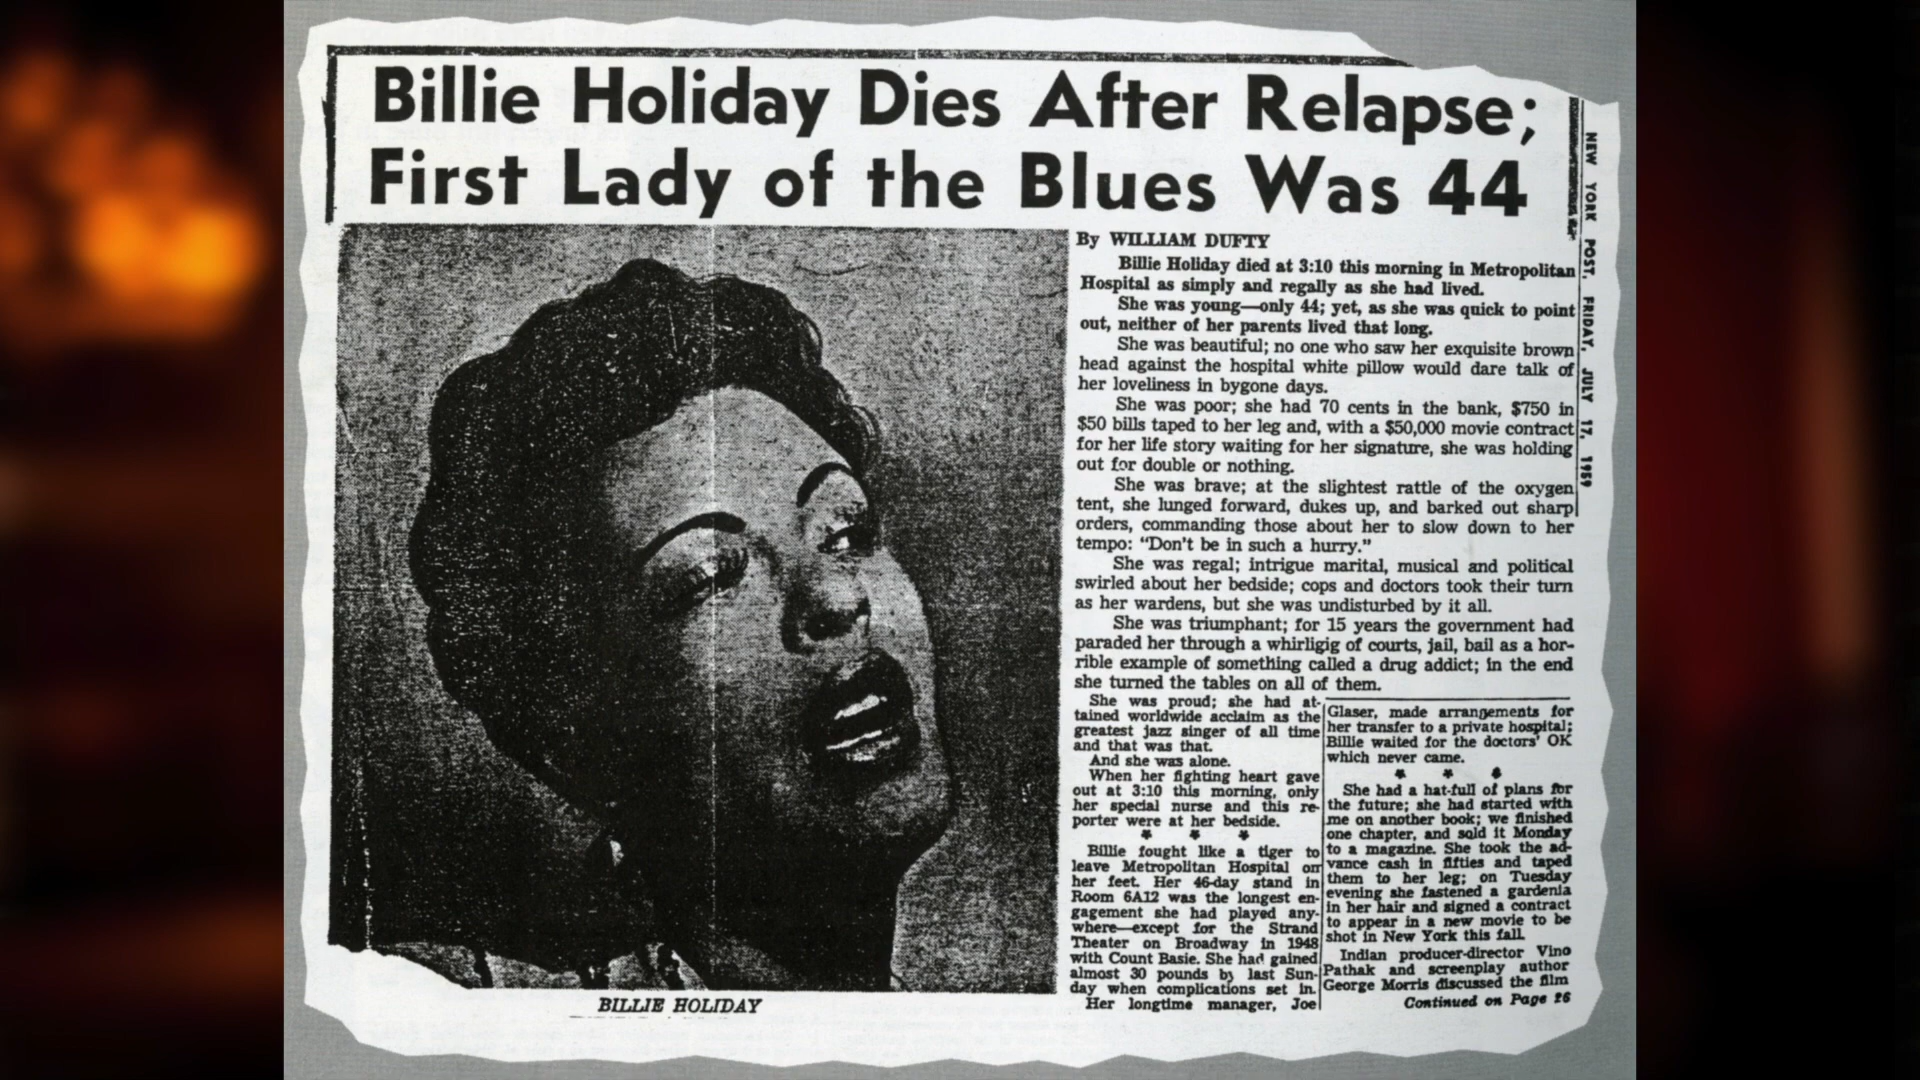 Billie Holiday Dies After Relapse;
First Lady of the Blues Was 44
NEW YORK POST, FRIDAY, JULY 17, 1959
By WILLIAM DUFTY
Billie Holiday died at 3:10 this morning in Metropolitan
Hospital as simply and regally as she had lived.
She was young—only 44; yet, as she was quick to point
out, neither of her parents lived that long.
She was beautiful; no one who saw her exquisite brown
head against the hospital white pillow would dare talk of
her loveliness in bygone days.
She was poor; she had 70 cents in the bank, $750 in
$50 bills taped to her leg and, with a $50,000 movie contract
for her life story waiting for her signature, she was holding
out for double or nothing.
She was brave; at the slightest rattle of the oxygen
tent, she lunged forward, dukes up, and barked out sharp
orders, commanding those about her to slow down to her
tempo: “Don't be in such a hurry.”
She was regal; intrigue marital, musical and political
swirled about her bedside; cops and doctors took their turn
as her wardens, but she was undisturbed by it all.
She was triumphant; for 15 years the government had
paraded her through a whirligig of courts, jail, bail as a hor-
rible example of something called a drug addict; in the end
she turned the tables on all of them.
She was proud; she had at-
tained worldwide acclaim as the
greatest jazz singer of all time
and that was that.
And she was alone.
When her fighting heart gave
out at 3:10 this morning, only
her special nurse and this re-
porter were at her bedside.
* * *
Billie fought like a tiger to
leave Metropolitan Hospital on
her feet. Her 46-day stand in
Room 6A12 was the longest en-
gagement she had played any-
where—except for the Strand
Theater on Broadway in 1948
with Count Basie. She had gained
almost 30 pounds by last Sun-
day when complications set in.
Her longtime manager, Joe
Glaser, made arrangements for
her transfer to a private hospital;
Billie waited for the doctors' OK
which never came.
* * *
She had a hat-full of plans for
the future; she had started with
me on another book; we finished
one chapter, and sold it Monday
to a magazine. She took the ad-
vance cash in fifties and taped
them to her leg; on Tuesday
evening she fastened a gardenia
in her hair and signed a contract
to appear in a new movie to be
shot in New York this fall.
Indian producer-director Vino
Pathak and screenplay author
George Morris discussed the film
Continued on Page 26
BILLIE HOLIDAY